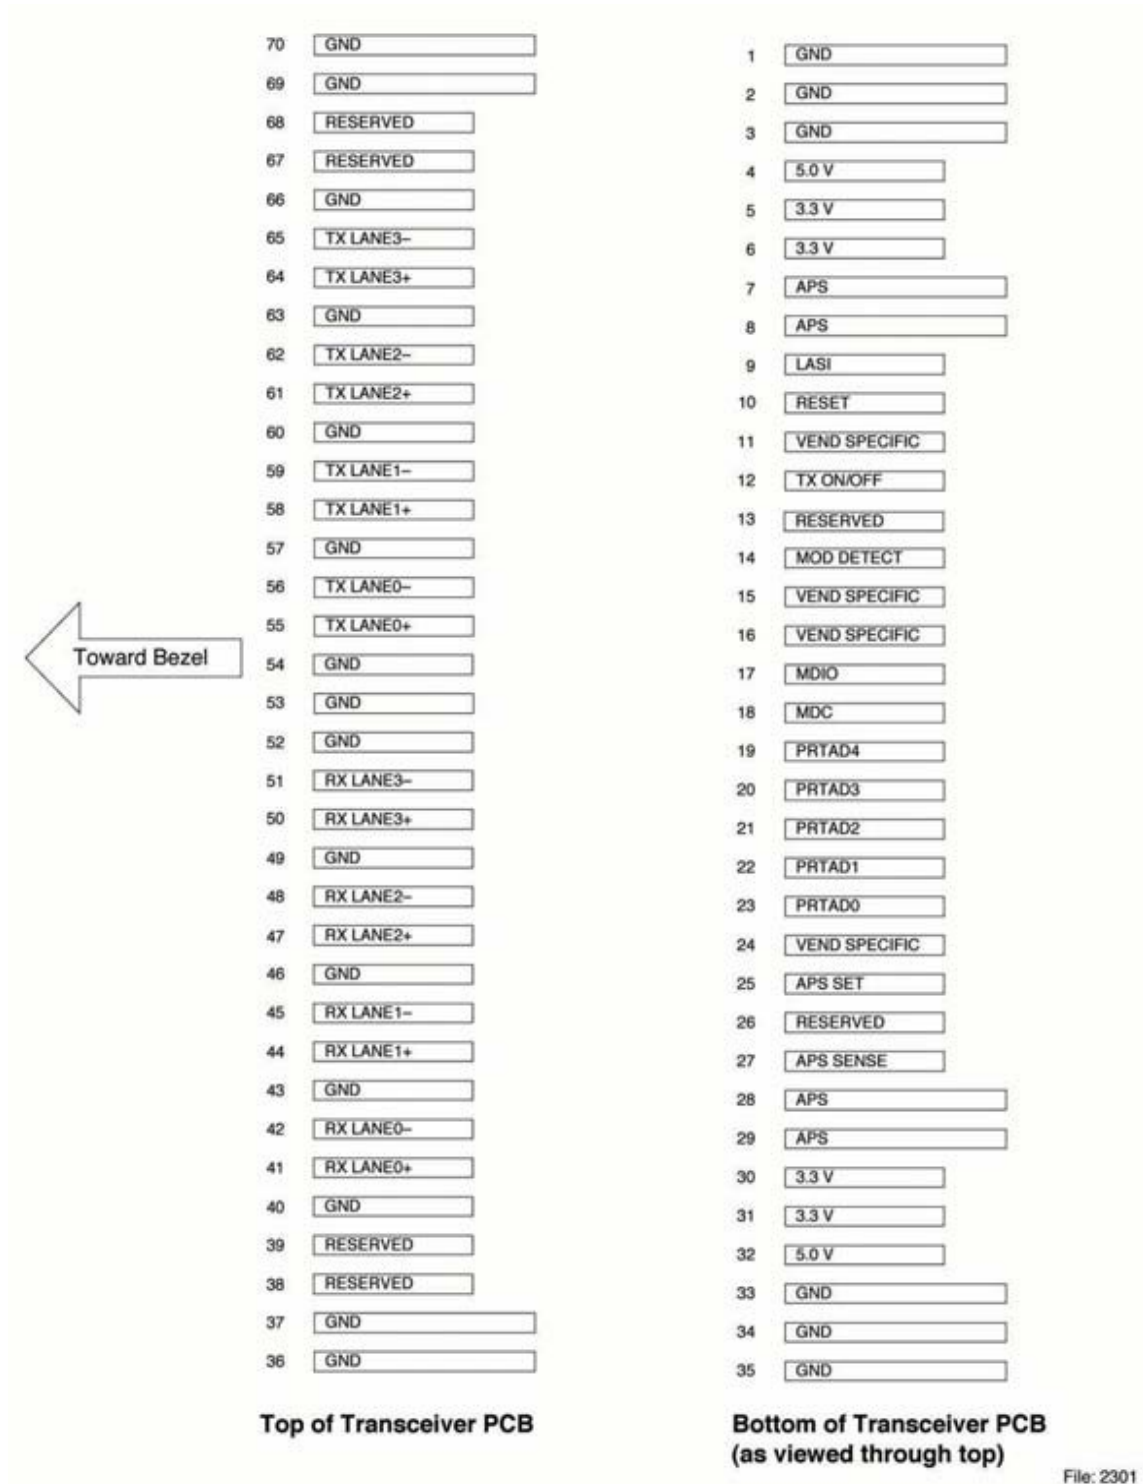 70 GND
69 GND
68 RESERVED
67 RESERVED
66 GND
65 TX LANE3–
64 TX LANE3+
63 GND
62 TX LANE2–
61 TX LANE2+
60 GND
59 TX LANE1–
58 TX LANE1+
57 GND
56 TX LANE0–
55 TX LANE0+
54 GND
53 GND
52 GND
51 RX LANE3–
50 RX LANE3+
49 GND
48 RX LANE2–
47 RX LANE2+
46 GND
45 RX LANE1–
44 RX LANE1+
43 GND
42 RX LANE0–
41 RX LANE0+
40 GND
39 RESERVED
38 RESERVED
37 GND
36 GND
Toward Bezel
Top of Transceiver PCB
1 GND
2 GND
3 GND
4 5.0 V
5 3.3 V
6 3.3 V
7 APS
8 APS
9 LASI
10 RESET
11 VEND SPECIFIC
12 TX ON/OFF
13 RESERVED
14 MOD DETECT
15 VEND SPECIFIC
16 VEND SPECIFIC
17 MDIO
18 MDC
19 PRTAD4
20 PRTAD3
21 PRTAD2
22 PRTAD1
23 PRTAD0
24 VEND SPECIFIC
25 APS SET
26 RESERVED
27 APS SENSE
28 APS
29 APS
30 3.3 V
31 3.3 V
32 5.0 V
33 GND
34 GND
35 GND
Bottom of Transceiver PCB
(as viewed through top)
File: 2301